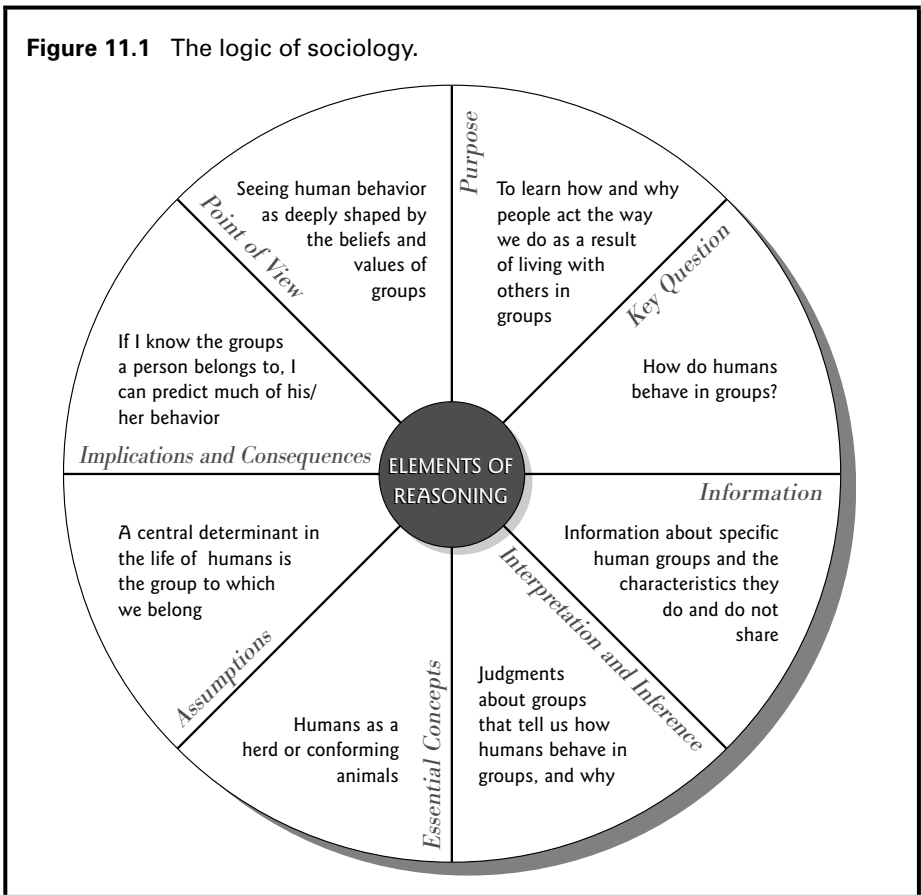 Figure 11.1 The logic of sociology.
Purpose
To learn how and why
people act the way
we do as a result
of living with
others in
groups
Key Question
How do humans
behave in groups?
Information
Information about specific
human groups and the
characteristics they
do and do not
share
Interpretation and Inference
Judgments
about groups
that tell us how
humans behave in
groups, and why
Essential Concepts
Humans as a
herd or conforming
animals
Assumptions
A central determinant in
the life of humans is
the group to which
we belong
Implications and Consequences
If I know the groups
a person belongs to, I
can predict much of his/
her behavior
Point of View
Seeing human behavior
as deeply shaped by
the beliefs and
values of
groups
ELEMENTS OF
REASONING